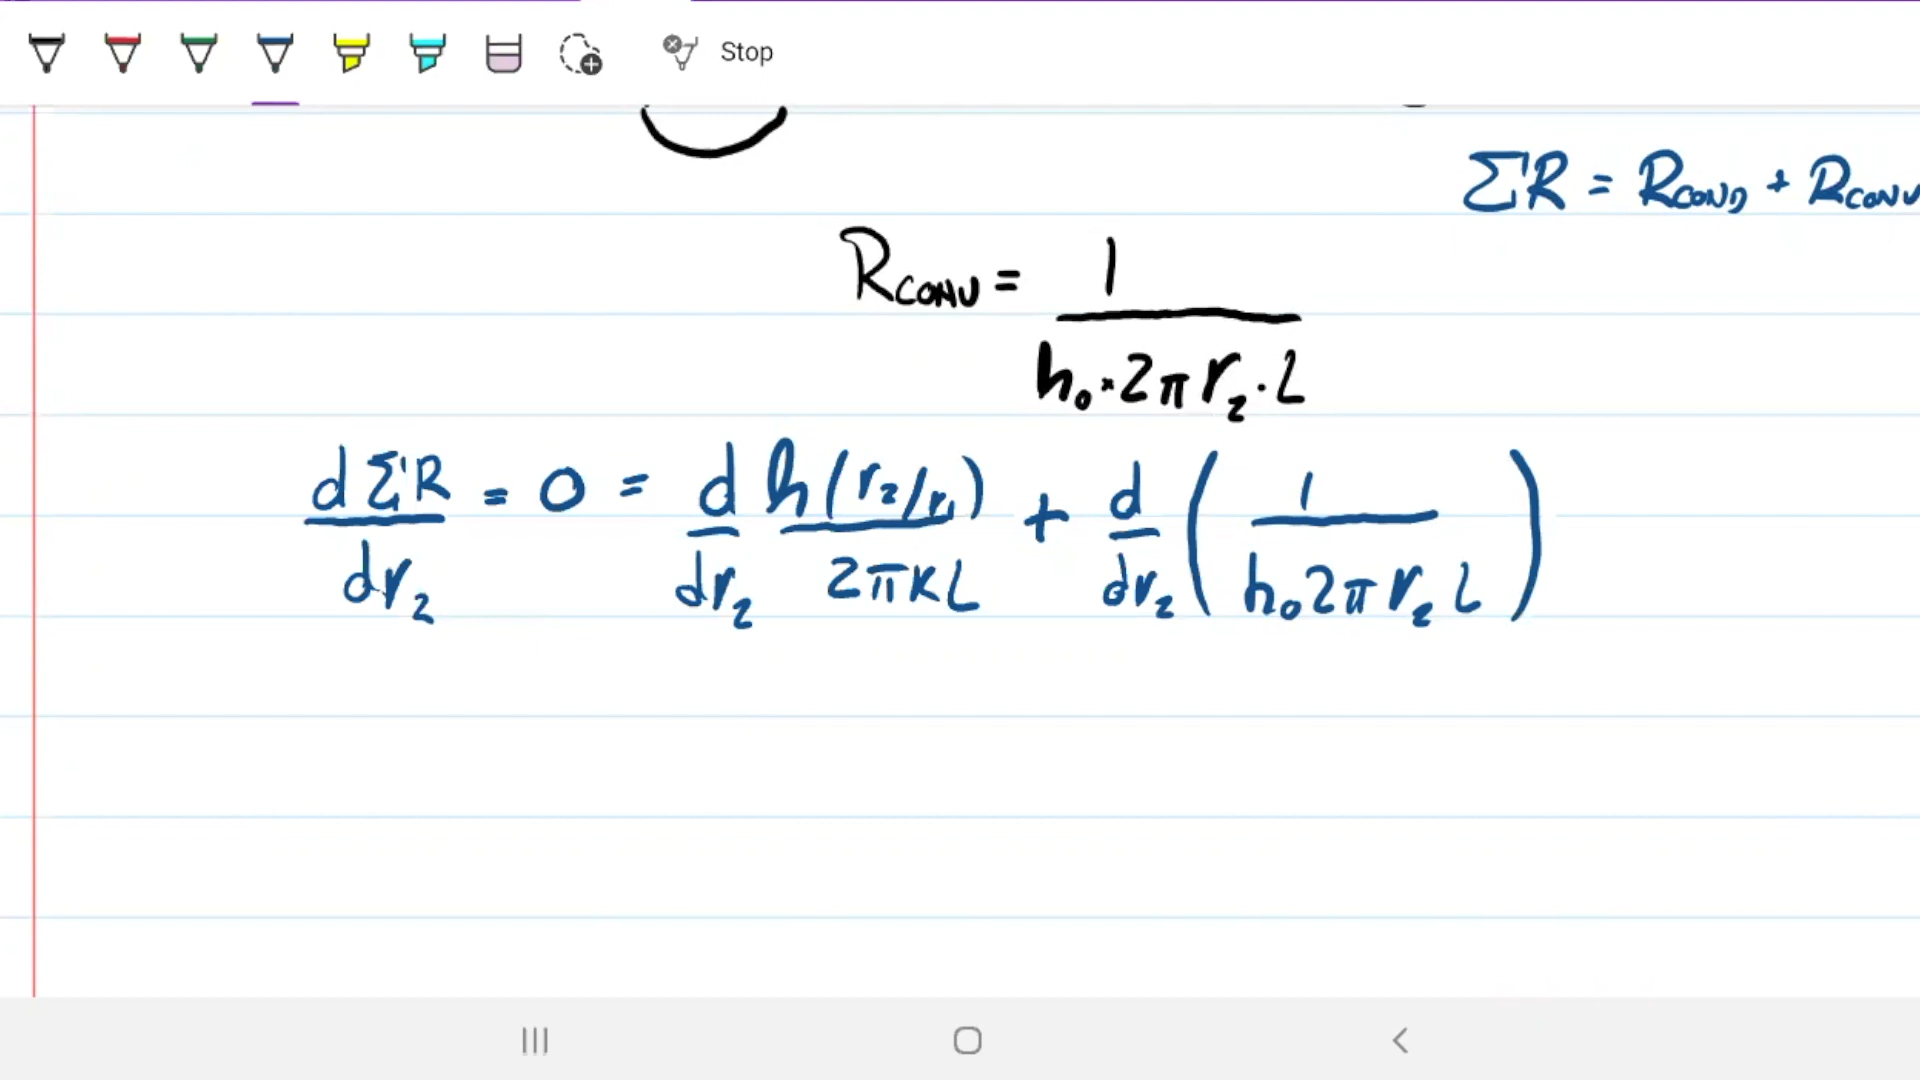 Stop
ΣR = RCOND + RCONV
RCONV = 1 / (h₀·2πr₂·L)
dΣR/dr₂ = 0 = d/dr₂ ln(r₂/r₁)/2πKL + d/dr₂ (1/(h₀2πr₂L))